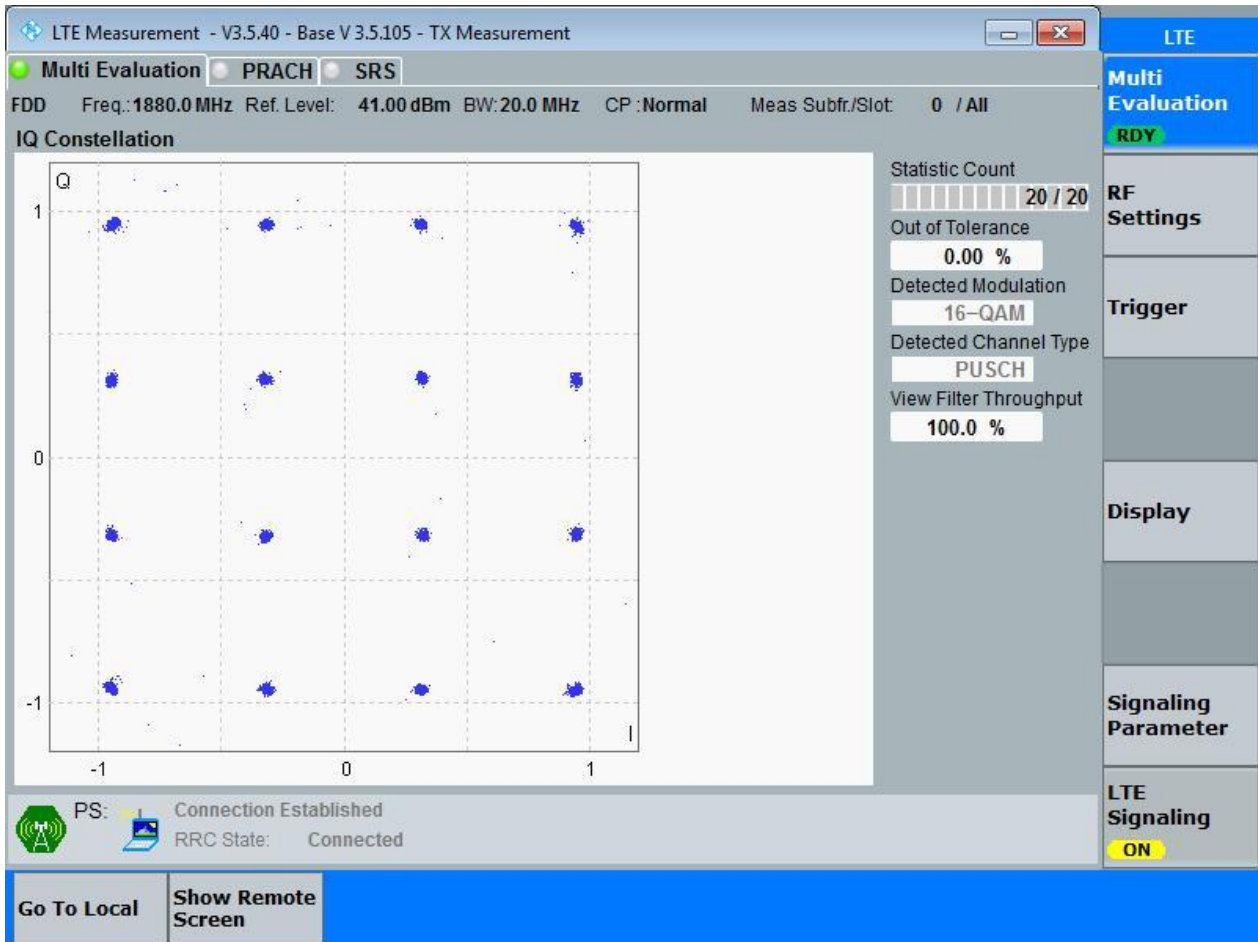 LTE Measurement - V3.5.40 - Base V 3.5.105 - TX Measurement
LTE
Multi Evaluation PRACH SRS
Multi
Evaluation
RDY
FDD Freq.: 1880.0 MHz Ref. Level: 41.00 dBm BW: 20.0 MHz CP : Normal Meas Subfr./Slot: 0 / All
IQ Constellation
Q
1
0
-1
-1 0 1
I
Statistic Count
20 / 20
Out of Tolerance
0.00 %
Detected Modulation
16-QAM
Detected Channel Type
PUSCH
View Filter Throughput
100.0 %
RF
Settings
Trigger
Display
Signaling
Parameter
LTE
Signaling
ON
PS: Connection Established
RRC State: Connected
Go To Local
Show Remote
Screen